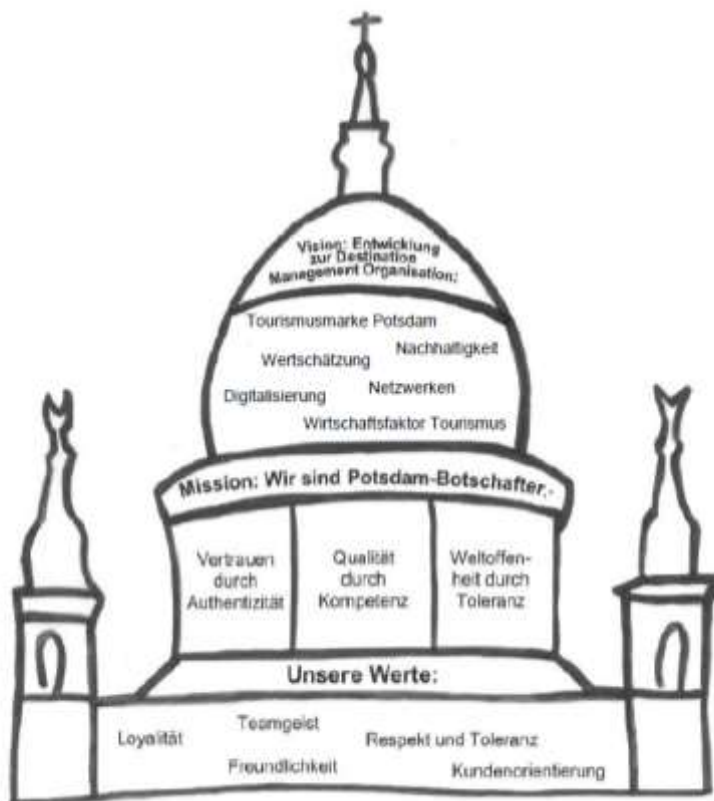 Vision: Entwicklung
zur Destination
Management Organisation:
Tourismusmarke Potsdam
Nachhaltigkeit
Wertschätzung
Netzwerken
Digitalisierung
Wirtschaftsfaktor Tourismus
Mission: Wir sind Potsdam-Botschafter.-
Vertrauen
durch
Authentizität
Qualität
durch
Kompetenz
Weltoffen-
heit durch
Toleranz
Unsere Werte:
Teamgeist
Loyalität
Respekt und Toleranz
Freundlichkeit
Kundenorientierung